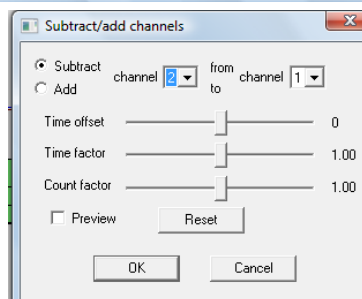 Subtract/add channels
Subtract channel 2 from channel 1
Add to
Time offset 0
Time factor 1.00
Count factor 1.00
Preview Reset
OK Cancel